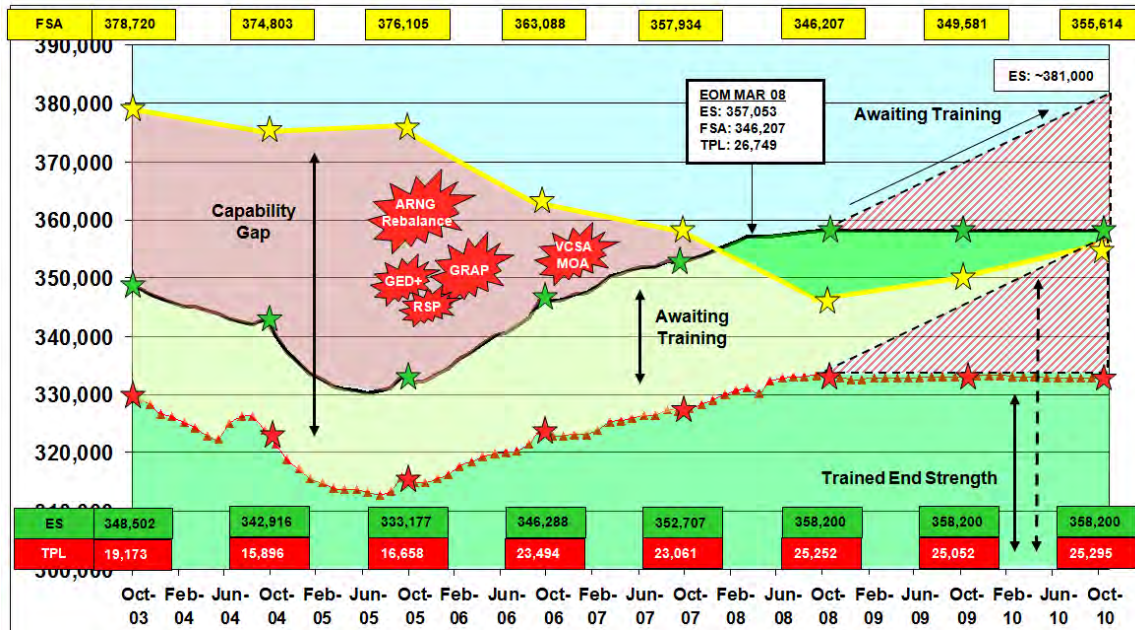 FSA 378,720 374,803 376,105 363,088 357,934 346,207 349,581 355,614
390,000
380,000
370,000
360,000
350,000
340,000
330,000
320,000
ES: ~381,000
EOM MAR 08
ES: 357,053
FSA: 346,207
TPL: 26,749
Awaiting Training
Capability
Gap
ARNG
Rebalance
GED+
GRAP
RSP
VCSA
MOA
Awaiting
Training
Trained End Strength
ES 348,502 342,916 333,177 346,288 352,707 358,200 358,200 358,200
TPL 19,173 15,896 16,658 23,494 23,061 25,252 25,052 25,295
Oct- Feb- Jun- Oct- Feb- Jun- Oct- Feb- Jun- Oct- Feb- Jun- Oct- Feb- Jun- Oct- Feb- Jun- Oct- Feb- Jun- Oct-
03 04 04 04 05 05 05 06 06 06 07 07 07 08 08 08 09 09 09 10 10 10